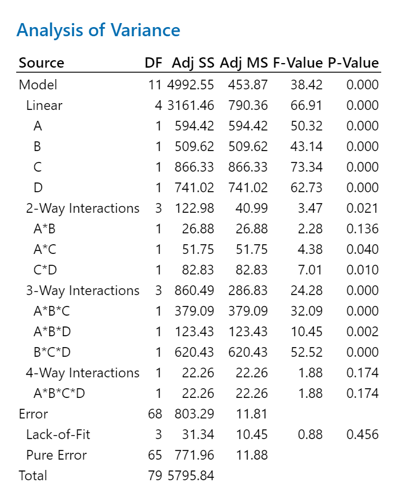 Analysis of Variance
Source DF Adj SS Adj MS F-Value P-Value
Model 11 4992.55 453.87 38.42 0.000
Linear 4 3161.46 790.36 66.91 0.000
A 1 594.42 594.42 50.32 0.000
B 1 509.62 509.62 43.14 0.000
C 1 866.33 866.33 73.34 0.000
D 1 741.02 741.02 62.73 0.000
2-Way Interactions 3 122.98 40.99 3.47 0.021
A*B 1 26.88 26.88 2.28 0.136
A*C 1 51.75 51.75 4.38 0.040
C*D 1 82.83 82.83 7.01 0.010
3-Way Interactions 3 860.49 286.83 24.28 0.000
A*B*C 1 379.09 379.09 32.09 0.000
A*B*D 1 123.43 123.43 10.45 0.002
B*C*D 1 620.43 620.43 52.52 0.000
4-Way Interactions 1 22.26 22.26 1.88 0.174
A*B*C*D 1 22.26 22.26 1.88 0.174
Error 68 803.29 11.81
Lack-of-Fit 3 31.34 10.45 0.88 0.456
Pure Error 65 771.96 11.88
Total 79 5795.84